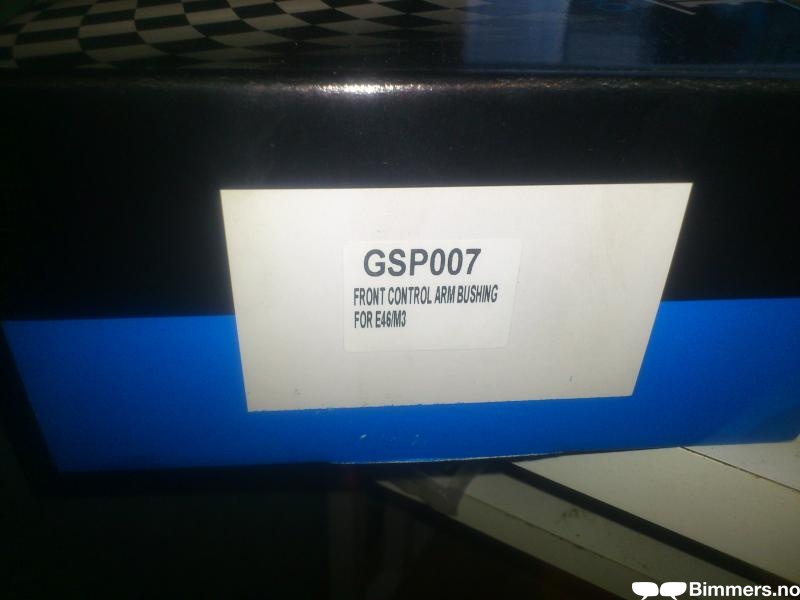 GSP007
FRONT CONTROL ARM BUSHING
FOR E46/M3
Bimmers.no